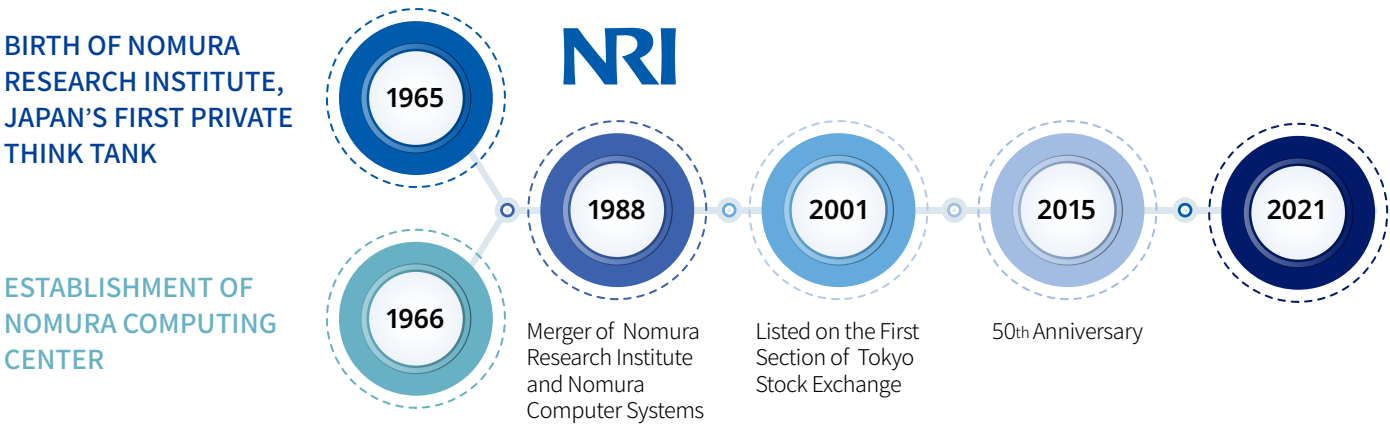 BIRTH OF NOMURA
RESEARCH INSTITUTE,
JAPAN'S FIRST PRIVATE
THINK TANK
1965
NRI
ESTABLISHMENT OF
NOMURA COMPUTING
CENTER
1966
1988
Merger of Nomura
Research Institute
and Nomura
Computer Systems
2001
Listed on the First
Section of Tokyo
Stock Exchange
2015
50th Anniversary
2021